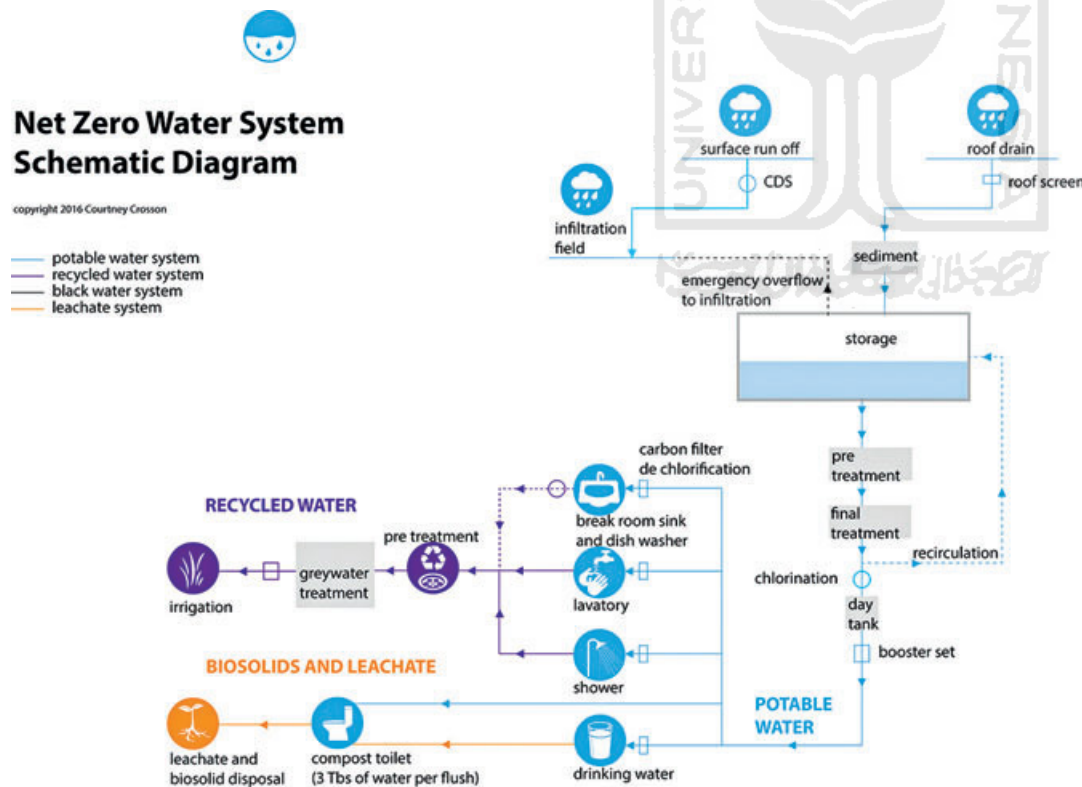 Net Zero Water System
Schematic Diagram
copyright 2016 Courtney Crosson
potable water system
recycled water system
black water system
leachate system
surface run off
CDS
roof drain
roof screen
infiltration
field
sediment
emergency overflow
to infiltration
storage
pre
treatment
final
treatment
recirculation
chlorination
day
tank
booster set
POTABLE
WATER
carbon filter
de chlorification
break room sink
and dish washer
RECYCLED WATER
pre treatment
greywater
treatment
irrigation
lavatory
shower
BIOSOLIDS AND LEACHATE
leachate and
biosolid disposal
compost toilet
(3 Tbs of water per flush)
drinking water
UNIVER
NESIA